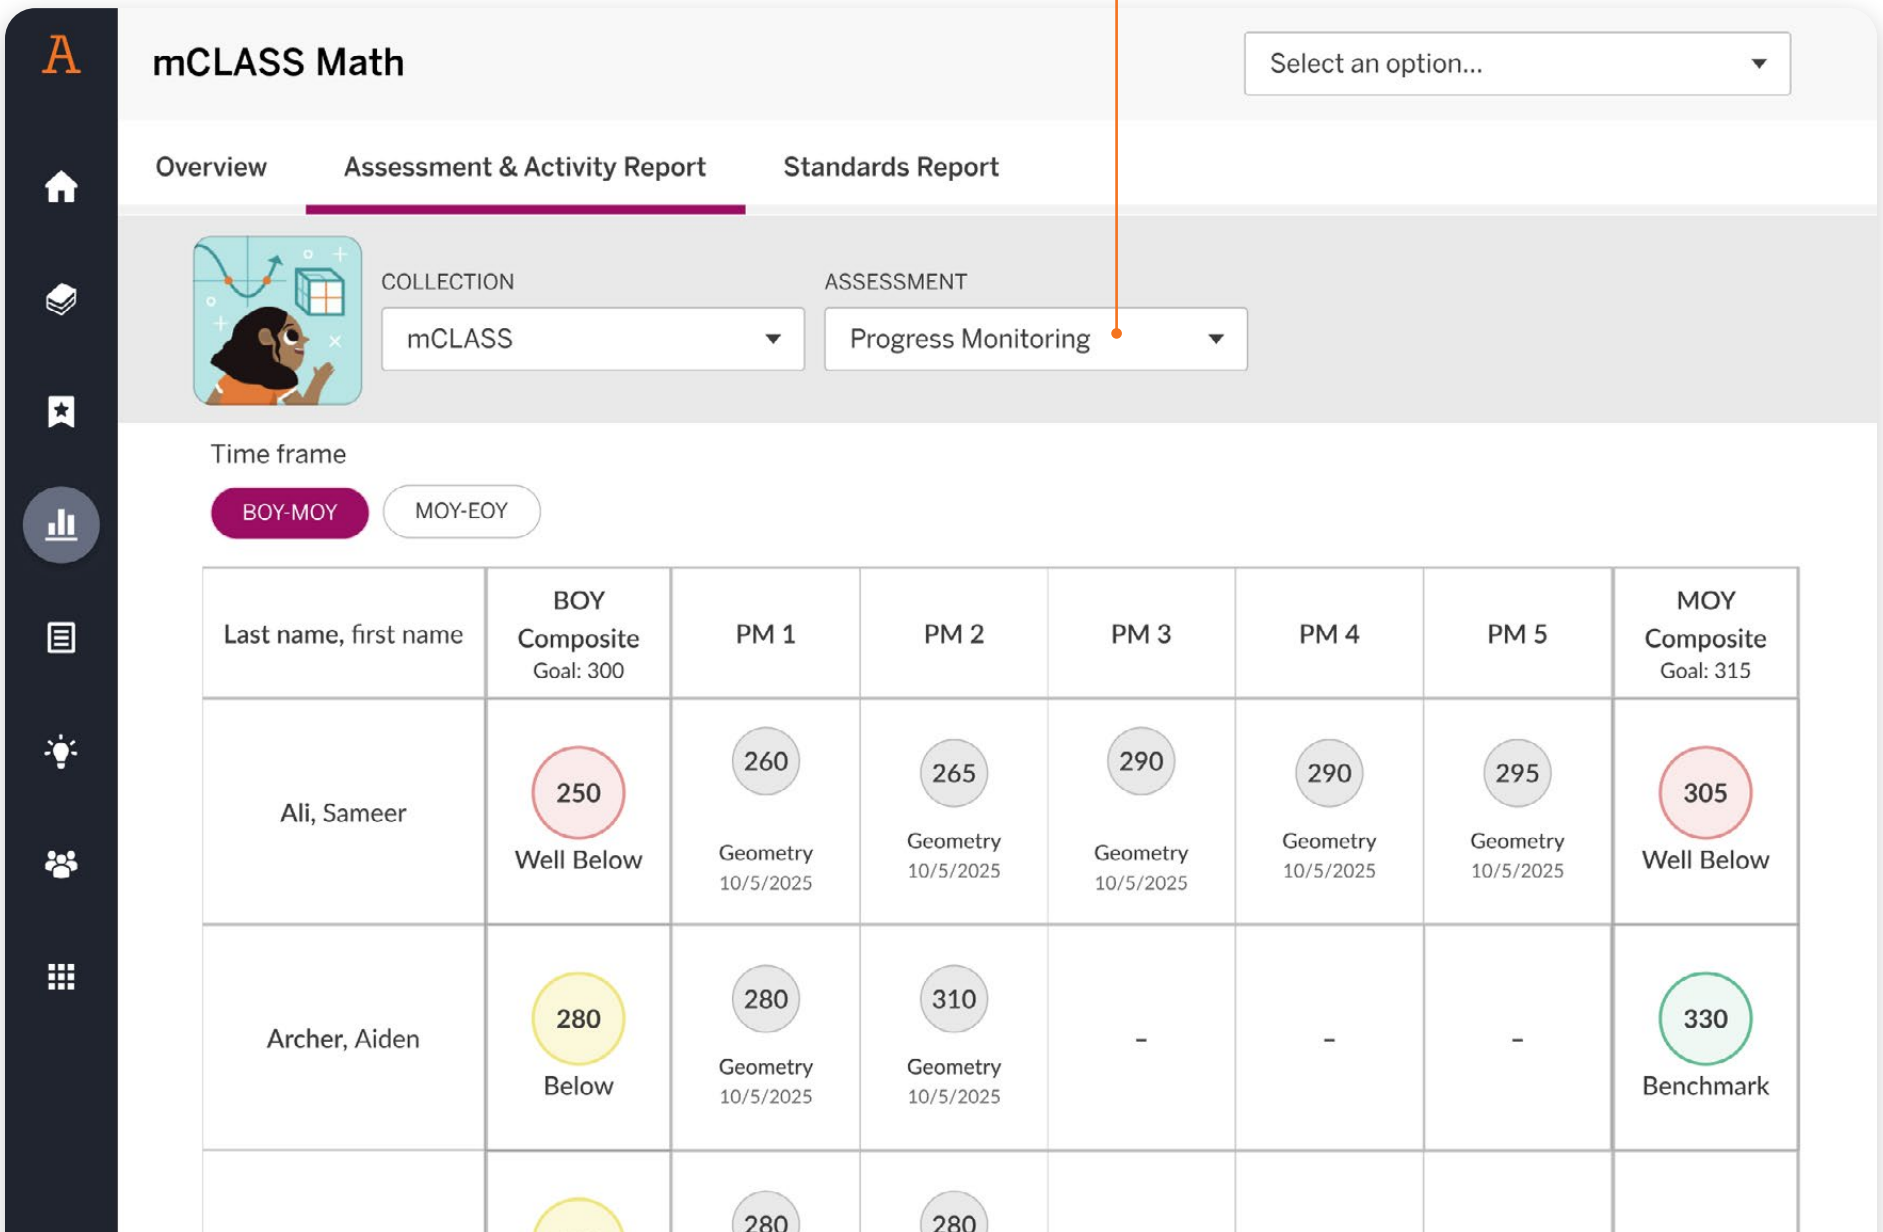 A
mCLASS Math
Select an option...
Overview
Assessment & Activity Report
Standards Report
COLLECTION
ASSESSMENT
mCLASS
Progress Monitoring
Time frame
BOY-MOY
MOY-EOY
Last name, first name
BOY
Composite
Goal: 300
PM 1
PM 2
PM 3
PM 4
PM 5
MOY
Composite
Goal: 315
Ali, Sameer
250
Well Below
260
Geometry
10/5/2025
265
Geometry
10/5/2025
290
Geometry
10/5/2025
290
Geometry
10/5/2025
295
Geometry
10/5/2025
305
Well Below
Archer, Aiden
280
Below
280
Geometry
10/5/2025
310
Geometry
10/5/2025
-
-
-
330
Benchmark
280
280